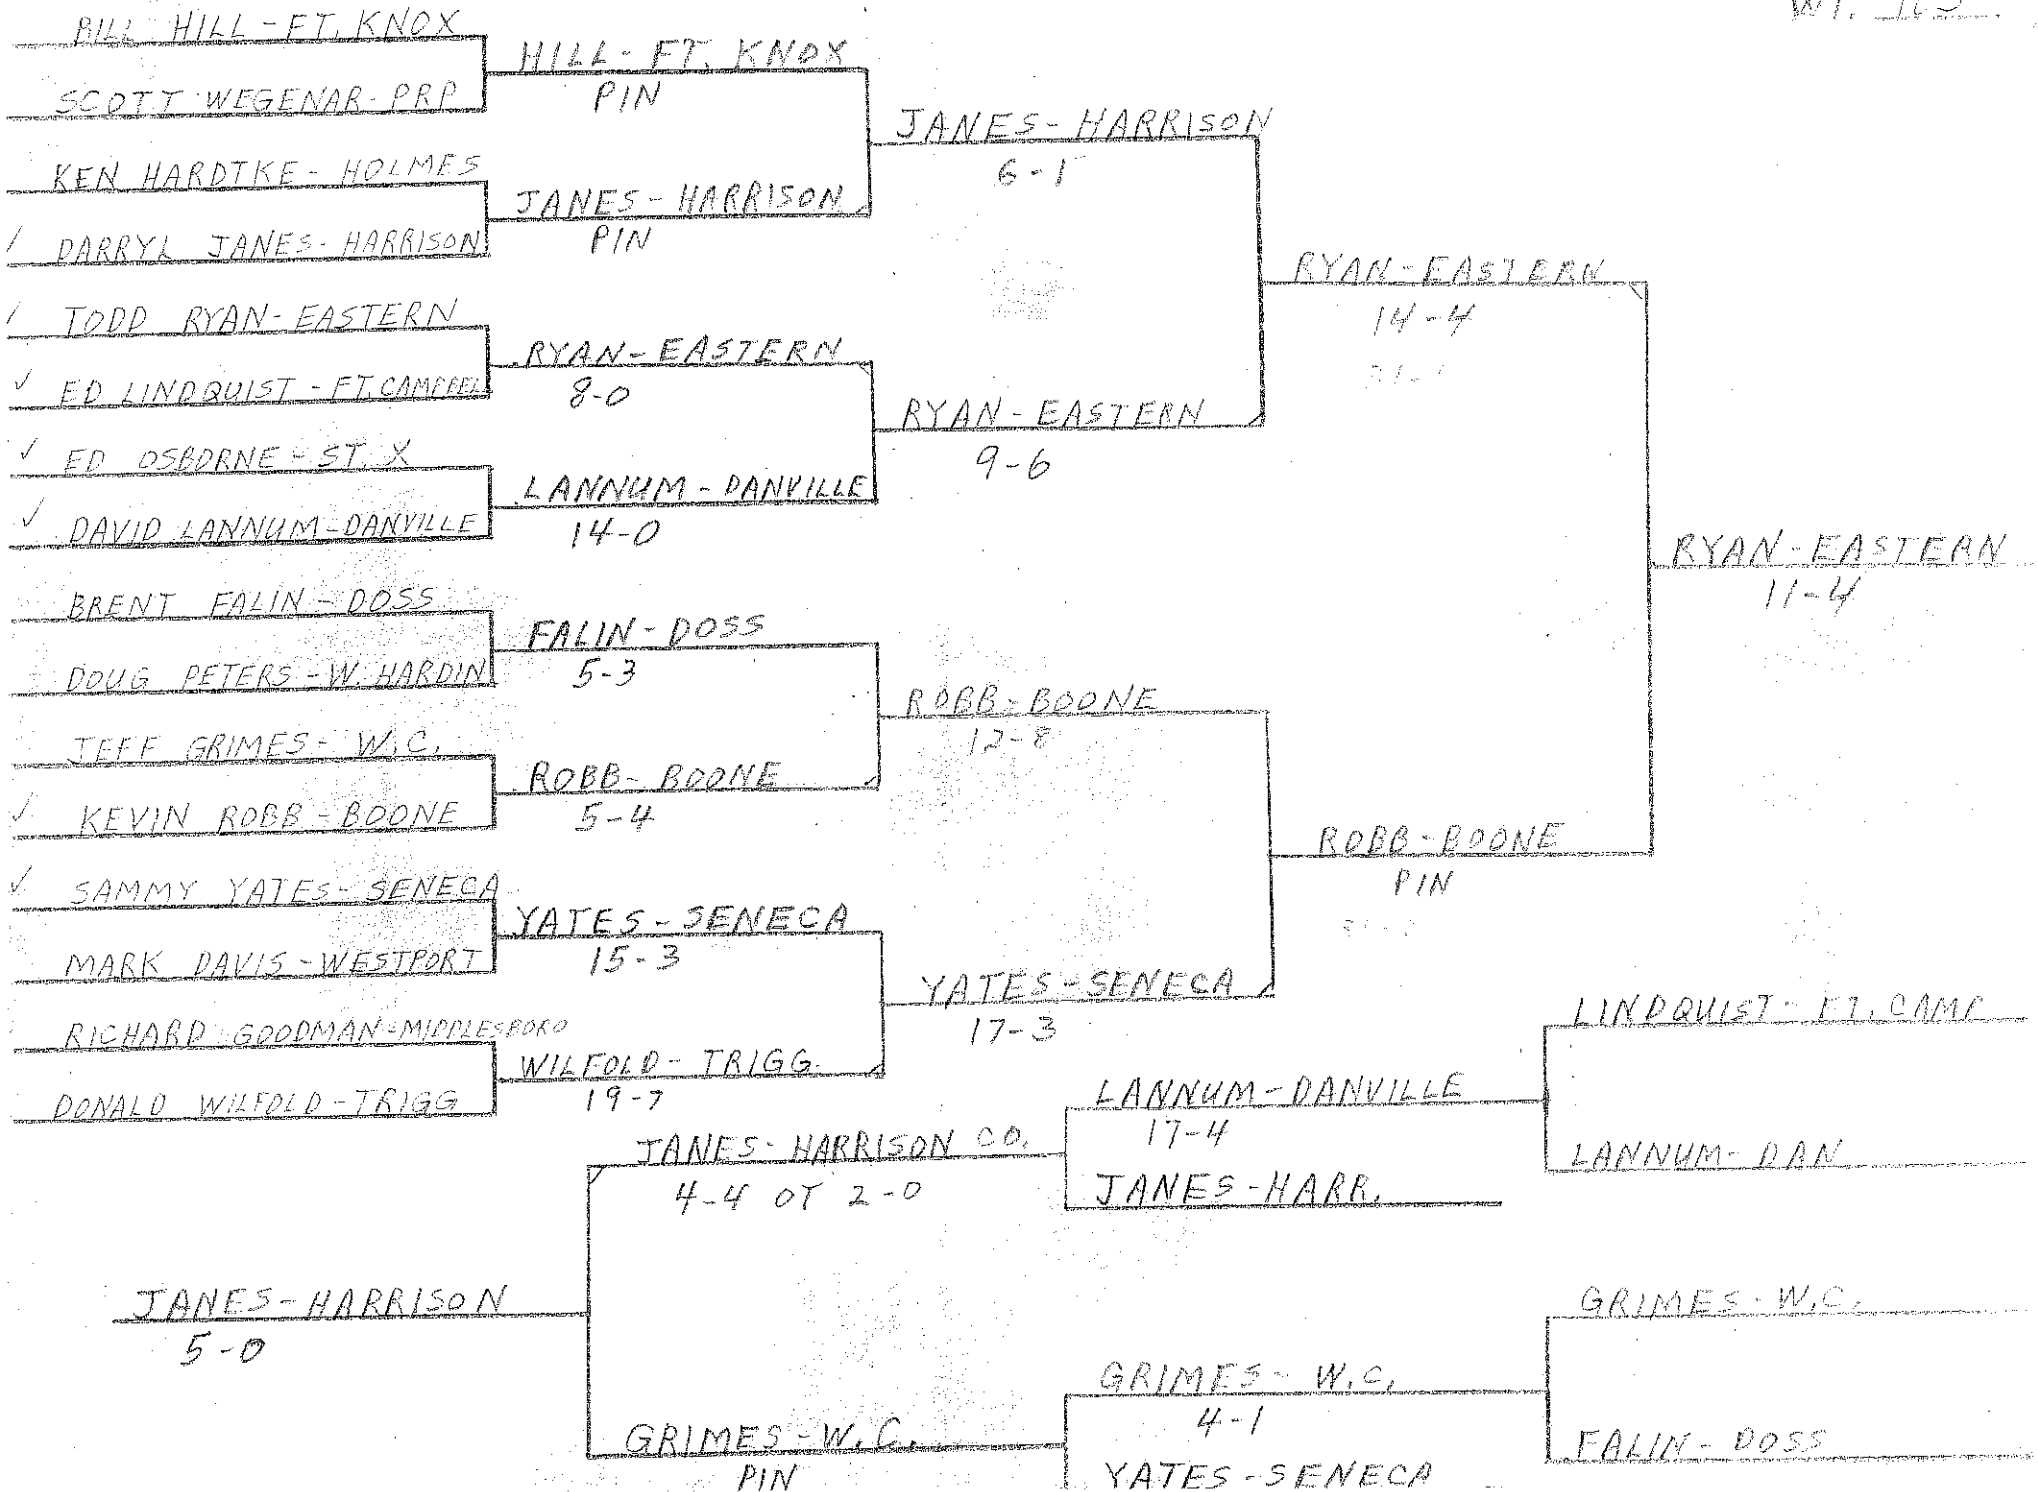 WT.
BILL HILL - FT. KNOX
SCOTT WEGENAR - PRP
KEN HARDTKE - HOLMES
DARRYL JANES - HARRISON
TODD RYAN - EASTERN
ED LINDQUIST - FT. CAMPBELL
ED OSBORNE - ST. X
DAVID LANNUM - DANVILLE
BRENT FALIN - DOSS
DOUG PETERS - W. HARDIN
JEFF GRIMES - W.C.
KEVIN ROBB - BOONE
SAMMY YATES - SENECA
MARK DAVIS - WESTPORT
RICHARD GOODMAN - MIDDLESBORO
DONALD WILFOLD - TRIGG
HILL - FT. KNOX
PIN
JANES - HARRISON
PIN
RYAN - EASTERN
8-0
LANNUM - DANVILLE
14-0
FALIN - DOSS
5-3
ROBB - BOONE
5-4
YATES - SENECA
15-3
WILFOLD - TRIGG.
19-7
JANES - HARRISON
6-1
RYAN - EASTERN
9-6
ROBB - BOONE
12-8
YATES - SENECA
17-3
RYAN - EASTERN
14-4
ROBB - BOONE
PIN
RYAN - EASTERN
11-4
LINDQUIST - FT. CAMP
LANNUM - DAN
LANNUM - DANVILLE
17-4
JANES - HARR.
JANES - HARRISON CO.
4-4 OT 2-0
JANES - HARRISON
5-0
GRIMES - W.C.
FALIN - DOSS
GRIMES - W.C.
4-1
YATES - SENECA
GRIMES - W.C.
PIN